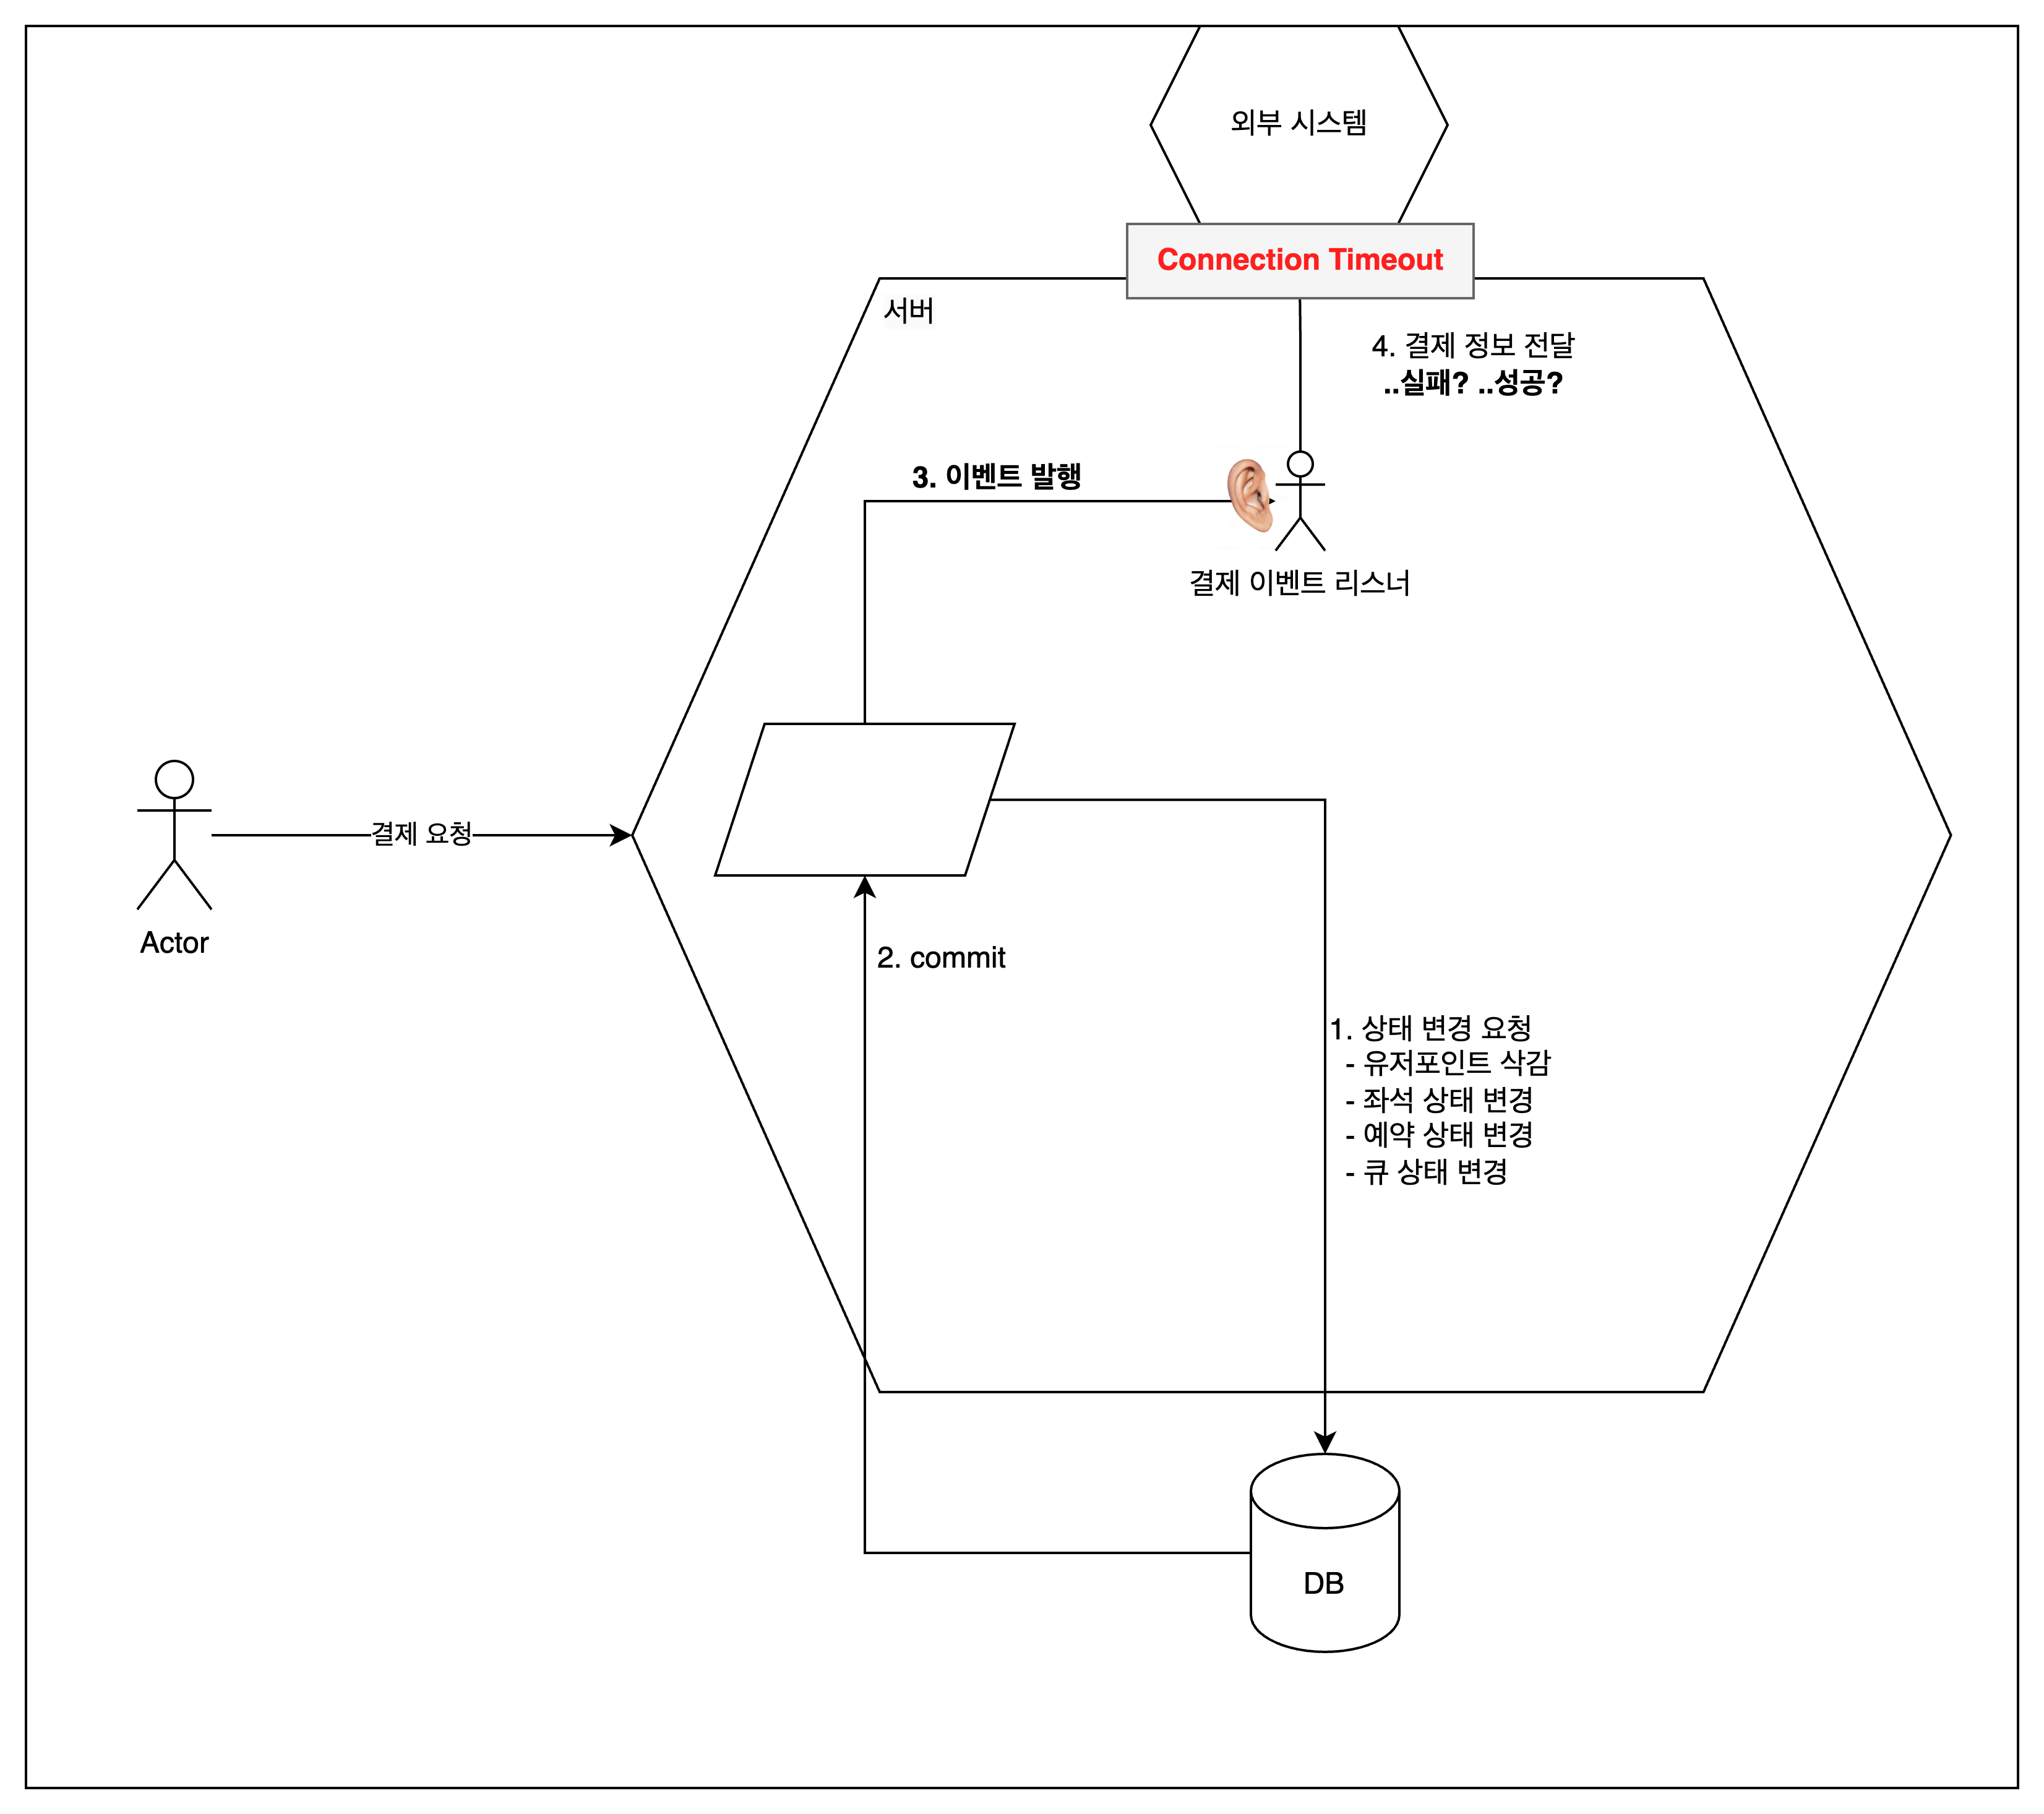 외부 시스템
Connection Timeout
서버
4. 결제 정보 전달
..실패? ..성공?
3. 이벤트 발행
결제 이벤트 리스너
결제 요청
Actor
2. commit
1. 상태 변경 요청
- 유저포인트 삭감
- 좌석 상태 변경
- 예약 상태 변경
- 큐 상태 변경
DB